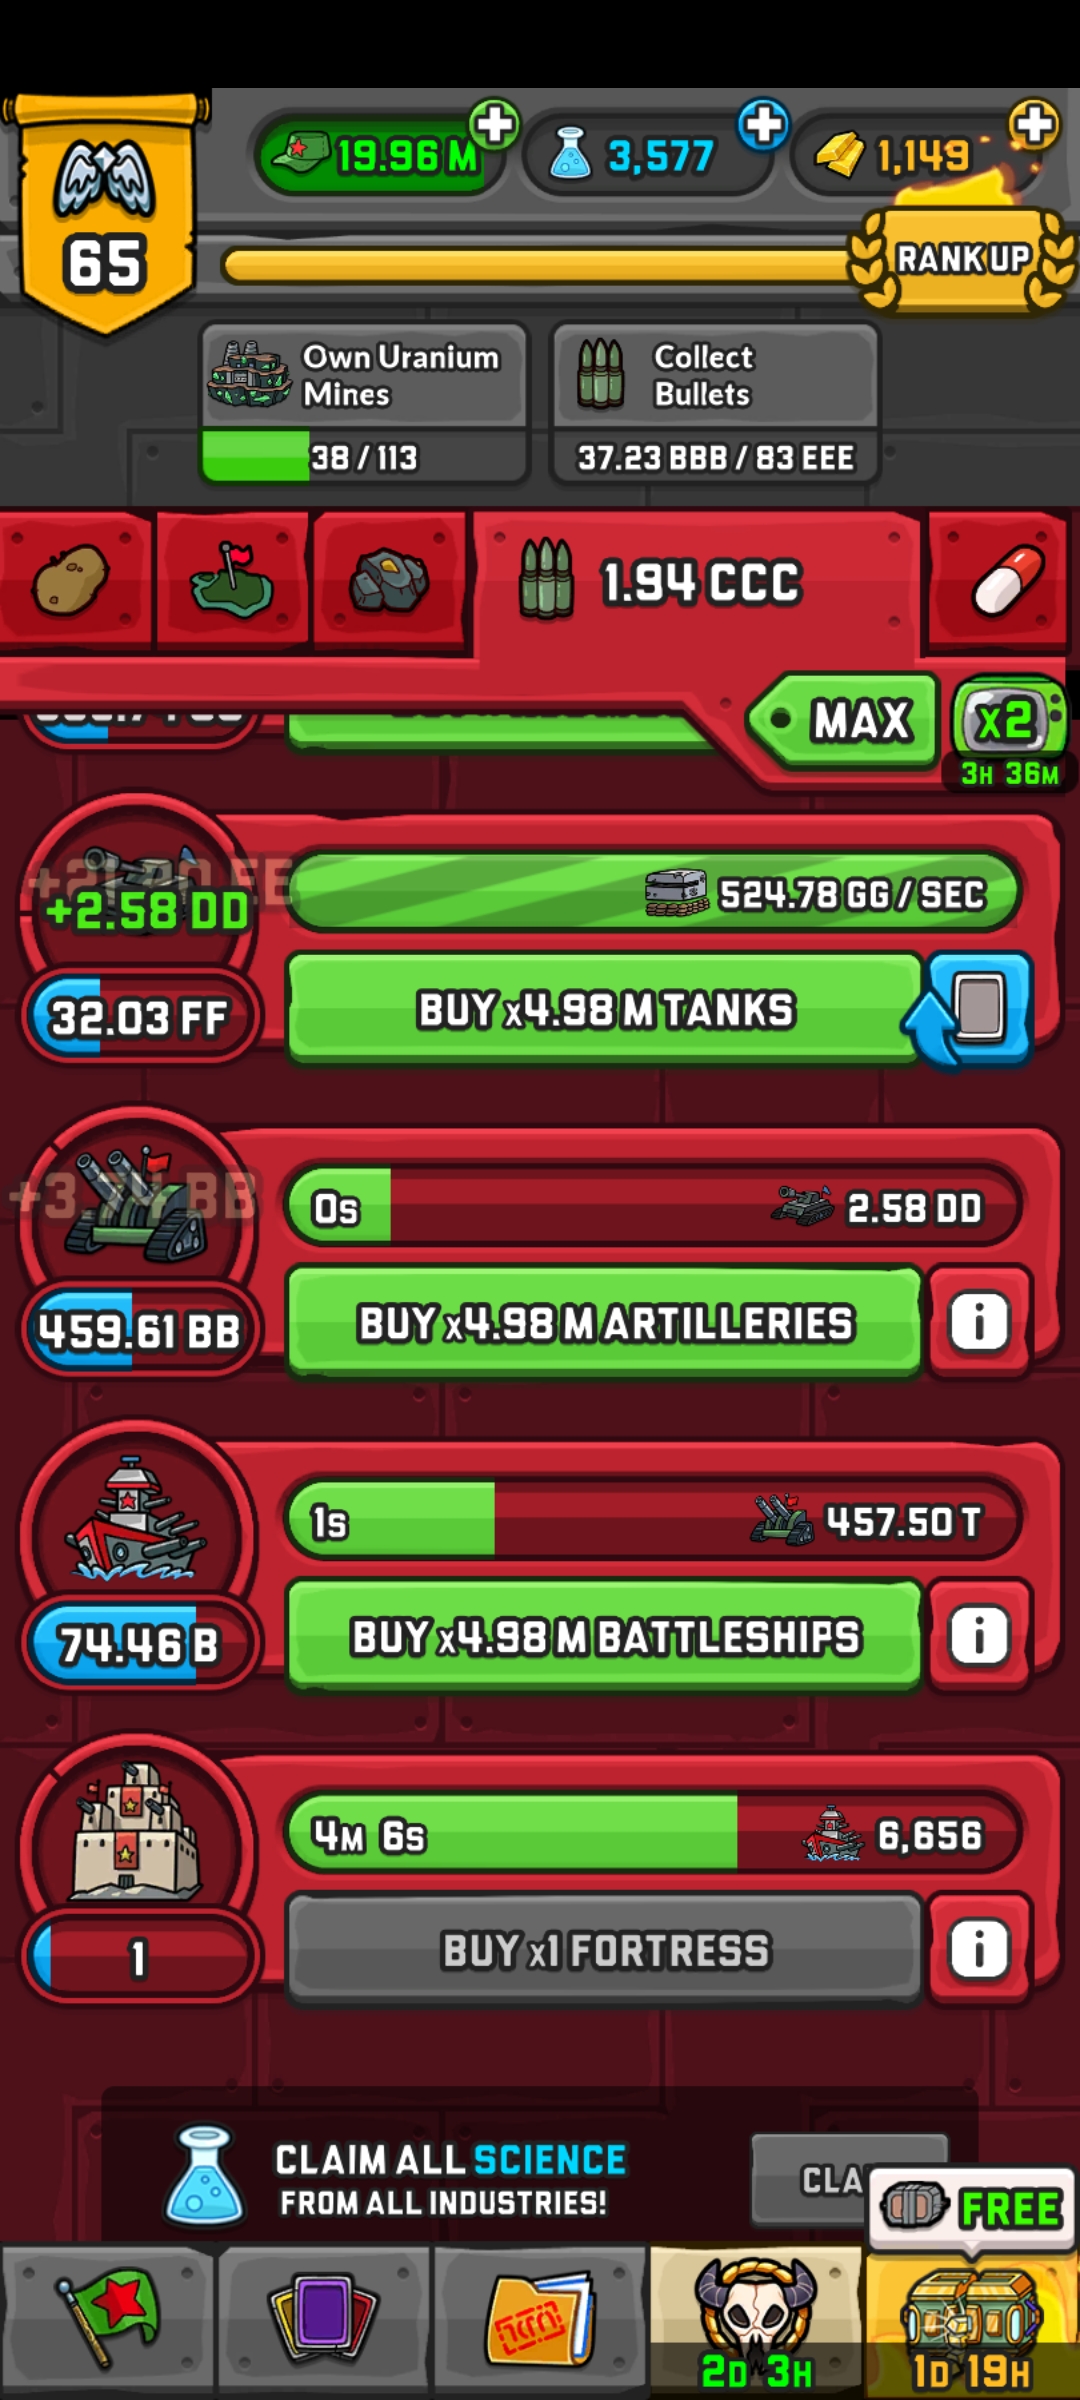 19.96 M
3,577
1,149
65
RANK UP
Own Uranium
Mines
38 / 113
Collect
Bullets
37.23 BBB / 83 EEE
1.94 CCC
MAX
x2
3H 36M
+2.58 DD
524.78 GG / SEC
32.03 FF
BUY x4.98 M TANKS
0s
2.58 DD
459.61 BB
BUY x4.98 M ARTILLERIES
1s
457.50 T
74.46 B
BUY x4.98 M BATTLESHIPS
4M 6s
6,656
1
BUY x1 FORTRESS
CLAIM ALL SCIENCE
FROM ALL INDUSTRIES!
CLA
FREE
2D 3H
1D 19H